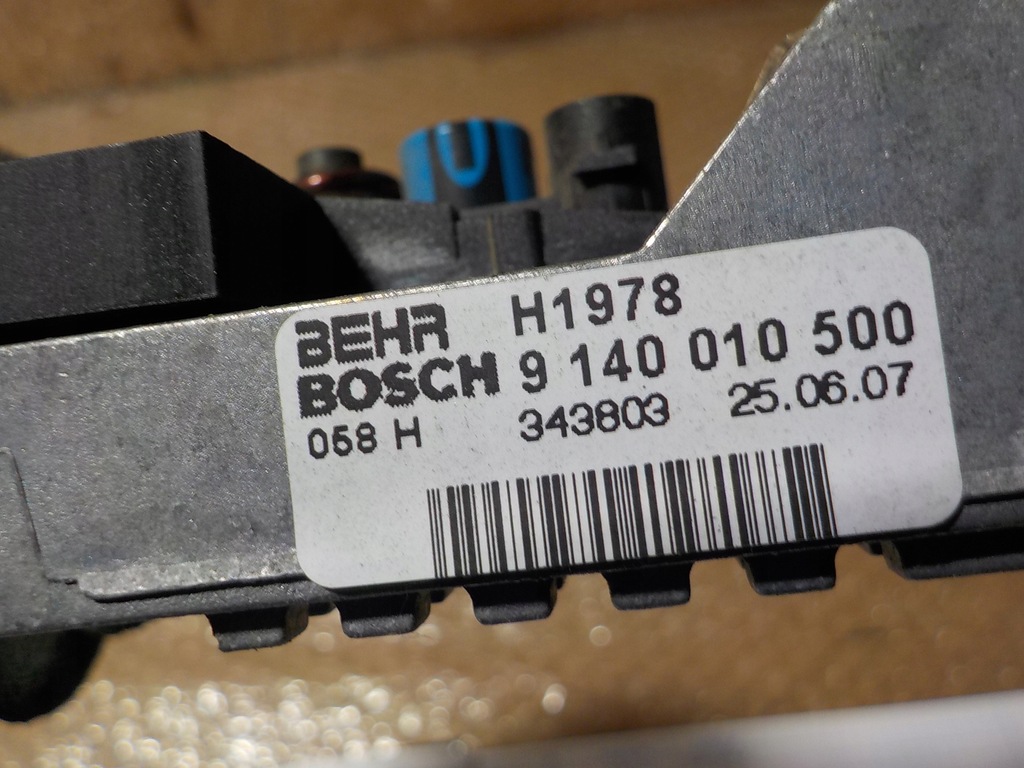 BEHR H1978
BOSCH 9 140 010 500
058 H 343803 25.06.07